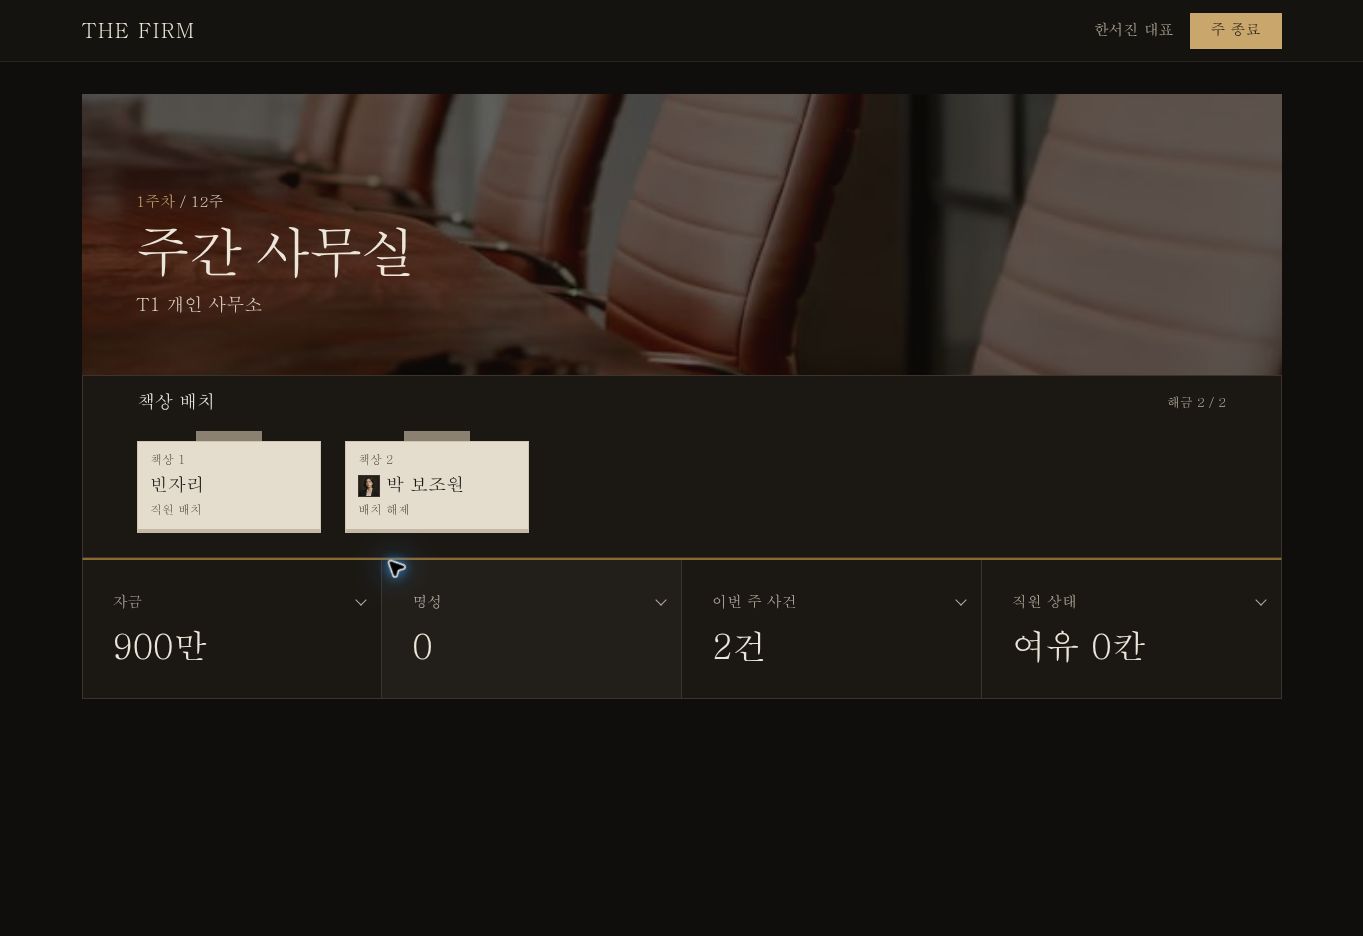 THE FIRM
한서진 대표
주 종료
1주차 / 12주
주간 사무실
T1 개인 사무소
책상 배치
해금 2 / 2
책상 1
빈자리
직원 배치
책상 2
박 보조원
배치 해제
자금
900만
명성
0
이번 주 사건
2건
직원 상태
여유 0칸